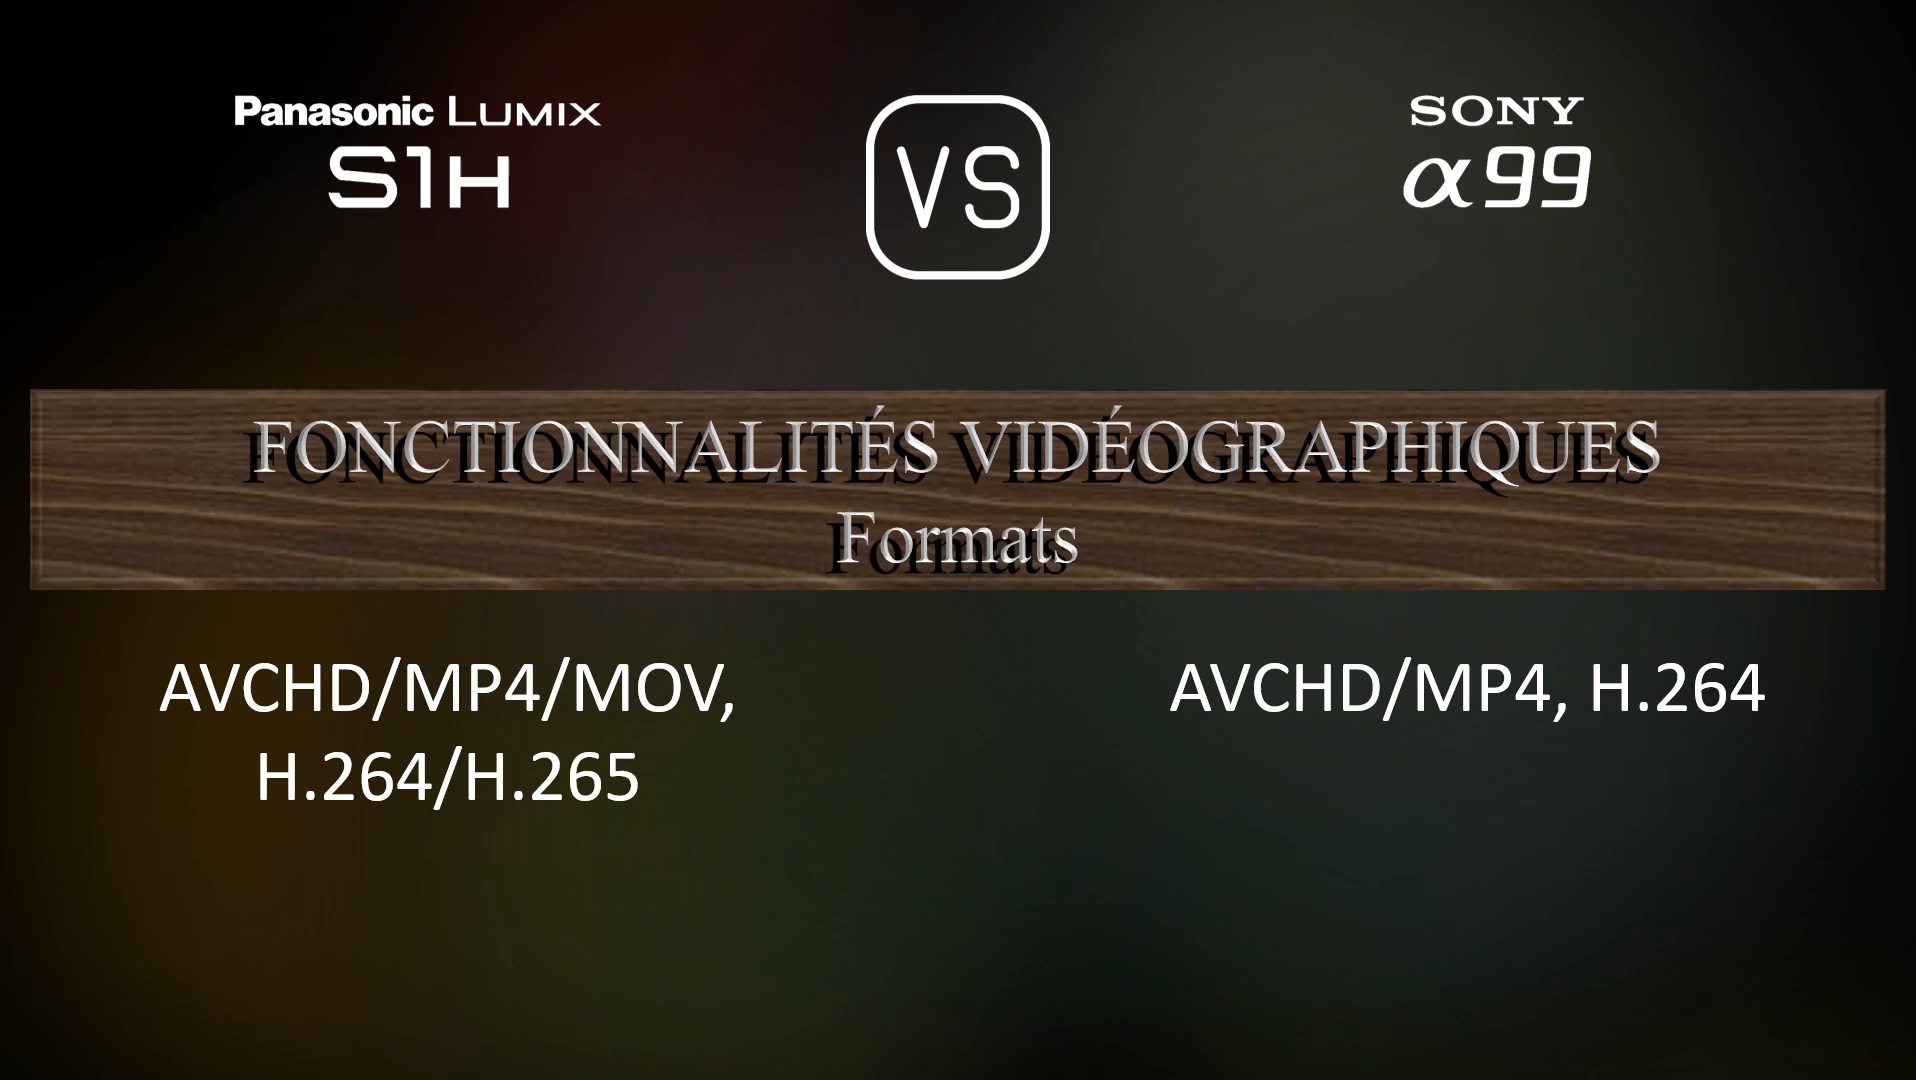 Panasonic LUMIX
S1H
VS
SONY
α99
FONCTIONNALITÉS VIDÉOGRAPHIQUES
Formats
AVCHD/MP4/MOV,
H.264/H.265
AVCHD/MP4, H.264